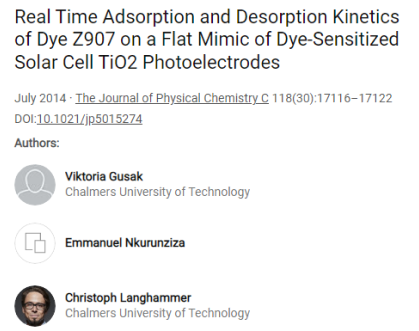 Real Time Adsorption and Desorption Kinetics
of Dye Z907 on a Flat Mimic of Dye-Sensitized
Solar Cell TiO2 Photoelectrodes
July 2014 · The Journal of Physical Chemistry C 118(30):17116–17122
DOI:10.1021/jp5015274
Authors:
Viktoria Gusak
Chalmers University of Technology
Emmanuel Nkurunziza
Christoph Langhammer
Chalmers University of Technology